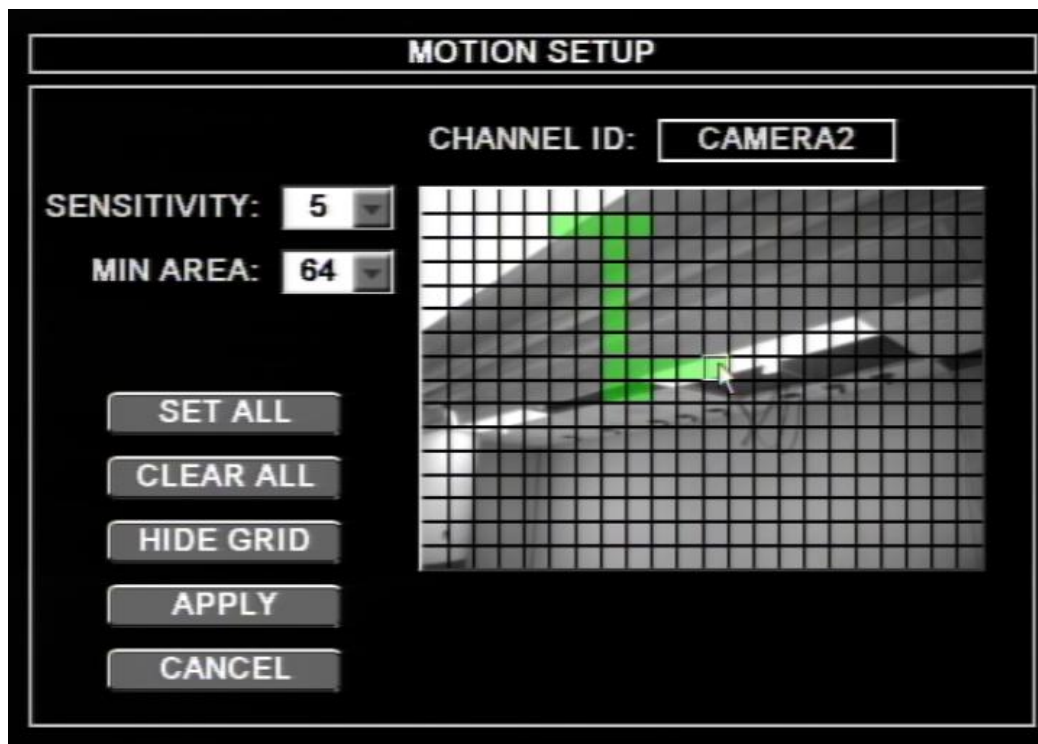 MOTION SETUP
CHANNEL ID: CAMERA2
SENSITIVITY: 5
MIN AREA: 64
SET ALL
CLEAR ALL
HIDE GRID
APPLY
CANCEL